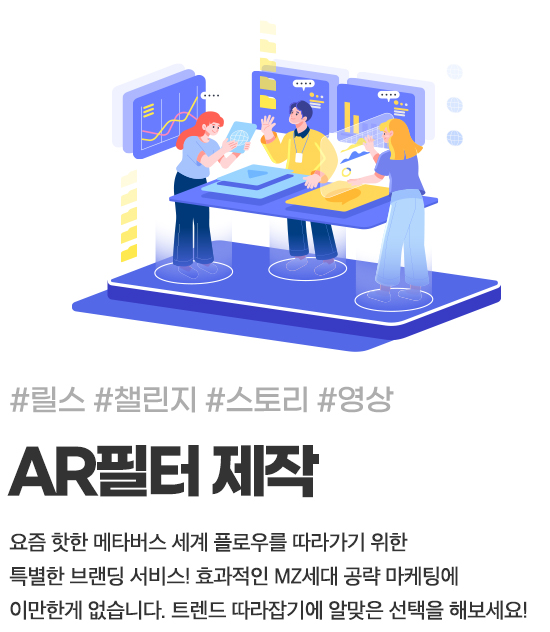 #릴스 #챌린지 #스토리 #영상
AR필터 제작
요즘 핫한 메타버스 세계 플로우를 따라가기 위한
특별한 브랜딩 서비스! 효과적인 MZ세대 공략 마케팅에
이만한게 없습니다. 트렌드 따라잡기에 알맞은 선택을 해보세요!